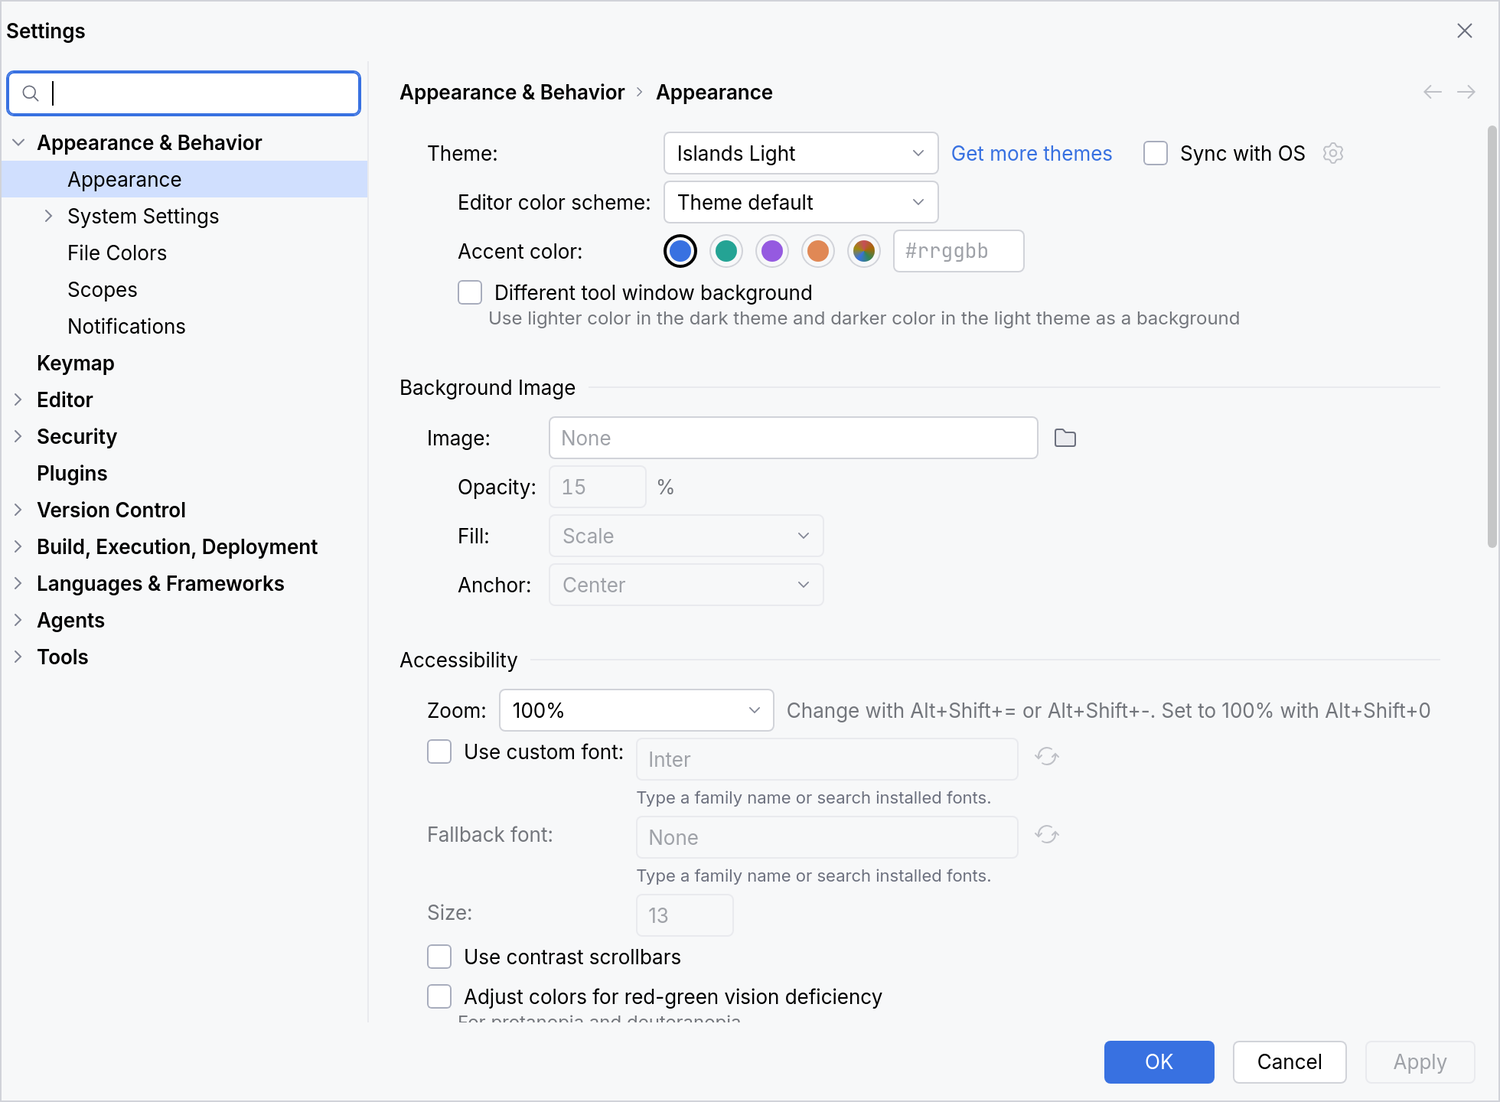 Settings
Appearance & Behavior
Appearance
System Settings
File Colors
Scopes
Notifications
Keymap
Editor
Security
Plugins
Version Control
Build, Execution, Deployment
Languages & Frameworks
Agents
Tools
Appearance & Behavior › Appearance
Theme: Islands Light Get more themes Sync with OS
Editor color scheme: Theme default
Accent color: #rrggbb
Different tool window background
Use lighter color in the dark theme and darker color in the light theme as a background
Background Image
Image: None
Opacity: 15 %
Fill: Scale
Anchor: Center
Accessibility
Zoom: 100% Change with Alt+Shift+= or Alt+Shift+-. Set to 100% with Alt+Shift+0
Use custom font: Inter
Type a family name or search installed fonts.
Fallback font: None
Type a family name or search installed fonts.
Size: 13
Use contrast scrollbars
Adjust colors for red-green vision deficiency
For protanopia and deuteranopia
OK Cancel Apply